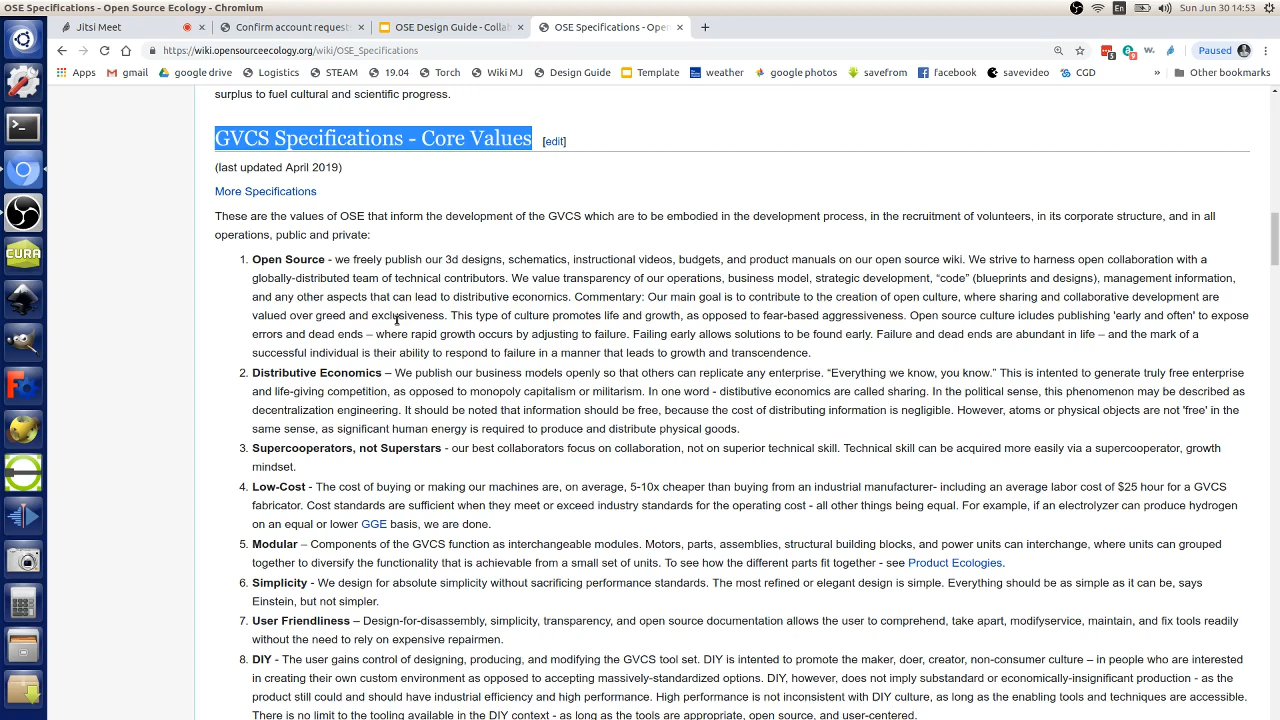 OSE Specifications - Open Source Ecology - Chromium
En
Sun Jun 30 14:53
Jitsi Meet
Confirm account request
OSE Design Guide - Collab
OSE Specifications - Open
https://wiki.opensourceecology.org/wiki/OSE_Specifications
Paused
Apps gmail google drive Logistics STEAM 19.04 Torch Wiki MJ Design Guide Template weather google photos savefrom facebook savevideo CGD » Other bookmarks
surplus to fuel cultural and scientific progress.
GVCS Specifications - Core Values [edit]
(last updated April 2019)
More Specifications
These are the values of OSE that inform the development of the GVCS which are to be embodied in the development process, in the recruitment of volunteers, in its corporate structure, and in all
operations, public and private:
1. Open Source - we freely publish our 3d designs, schematics, instructional videos, budgets, and product manuals on our open source wiki. We strive to harness open collaboration with a
globally-distributed team of technical contributors. We value transparency of our operations, business model, strategic development, “code” (blueprints and designs), management information,
and any other aspects that can lead to distributive economics. Commentary: Our main goal is to contribute to the creation of open culture, where sharing and collaborative development are
valued over greed and exclusiveness. This type of culture promotes life and growth, as opposed to fear-based aggressiveness. Open source culture icludes publishing 'early and often' to expose
errors and dead ends – where rapid growth occurs by adjusting to failure. Failing early allows solutions to be found early. Failure and dead ends are abundant in life – and the mark of a
successful individual is their ability to respond to failure in a manner that leads to growth and transcendence.
2. Distributive Economics – We publish our business models openly so that others can replicate any enterprise. “Everything we know, you know.” This is intended to generate truly free enterprise
and life-giving competition, as opposed to monopoly capitalism or militarism. In one word - distibutive economics are called sharing. In the political sense, this phenomenon may be described as
decentralization engineering. It should be noted that information should be free, because the cost of distributing information is negligible. However, atoms or physical objects are not 'free' in the
same sense, as significant human energy is required to produce and distribute physical goods.
3. Supercooperators, not Superstars - our best collaborators focus on collaboration, not on superior technical skill. Technical skill can be acquired more easily via a supercooperator, growth
mindset.
4. Low-Cost - The cost of buying or making our machines are, on average, 5-10x cheaper than buying from an industrial manufacturer- including an average labor cost of $25 hour for a GVCS
fabricator. Cost standards are sufficient when they meet or exceed industry standards for the operating cost - all other things being equal. For example, if an electrolyzer can produce hydrogen
on an equal or lower GGE basis, we are done.
5. Modular – Components of the GVCS function as interchangeable modules. Motors, parts, assemblies, structural building blocks, and power units can interchange, where units can grouped
together to diversify the functionality that is achievable from a small set of units. To see how the different parts fit together - see Product Ecologies.
6. Simplicity - We design for absolute simplicity without sacrificing performance standards. The most refined or elegant design is simple. Everything should be as simple as it can be, says
Einstein, but not simpler.
7. User Friendliness – Design-for-disassembly, simplicity, transparency, and open source documentation allows the user to comprehend, take apart, modifyservice, maintain, and fix tools readily
without the need to rely on expensive repairmen.
8. DIY - The user gains control of designing, producing, and modifying the GVCS tool set. DIY is intended to promote the maker, doer, creator, non-consumer culture – in people who are interested
in creating their own custom environment as opposed to accepting massively-standardized options. DIY, however, does not imply substandard or economically-insignificant production - as the
product still could and should have industrial efficiency and high performance. High performance is not inconsistent with DIY culture, as long as the enabling tools and techniques are accessible.
There is no limit to the tooling available in the DIY context - as long as the tools are appropriate, open source, and user-centered.
CURA